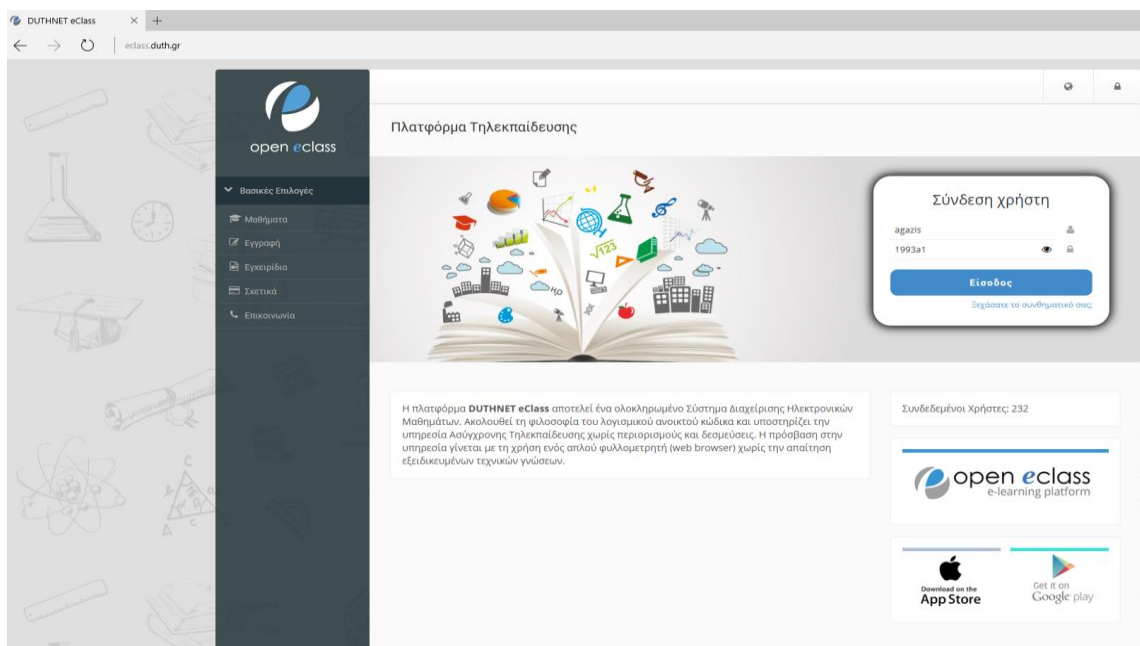 DUTHNET eClass
eclass.duth.gr
open eclass
Πλατφόρμα Τηλεκπαίδευσης
Βασικές Επιλογές
Μαθήματα
Εγγραφή
Εγχειρίδια
Σχετικά
Επικοινωνία
√123
H₂O
Σύνδεση χρήστη
agazis
1993a1
Είσοδος
Ξεχάσατε το συνθηματικό σας;
Η πλατφόρμα DUTHNET eClass αποτελεί ένα ολοκληρωμένο Σύστημα Διαχείρισης Ηλεκτρονικών
Μαθημάτων. Ακολουθεί τη φιλοσοφία του λογισμικού ανοικτού κώδικα και υποστηρίζει την
υπηρεσία Ασύγχρονης Τηλεκπαίδευσης χωρίς περιορισμούς και δεσμεύσεις. Η πρόσβαση στην
υπηρεσία γίνεται με τη χρήση ενός απλού φυλλομετρητή (web browser) χωρίς την απαίτηση
εξειδικευμένων τεχνικών γνώσεων.
Συνδεδεμένοι Χρήστες: 232
open eclass
e-learning platform
Download on the
App Store
Get it on
Google play